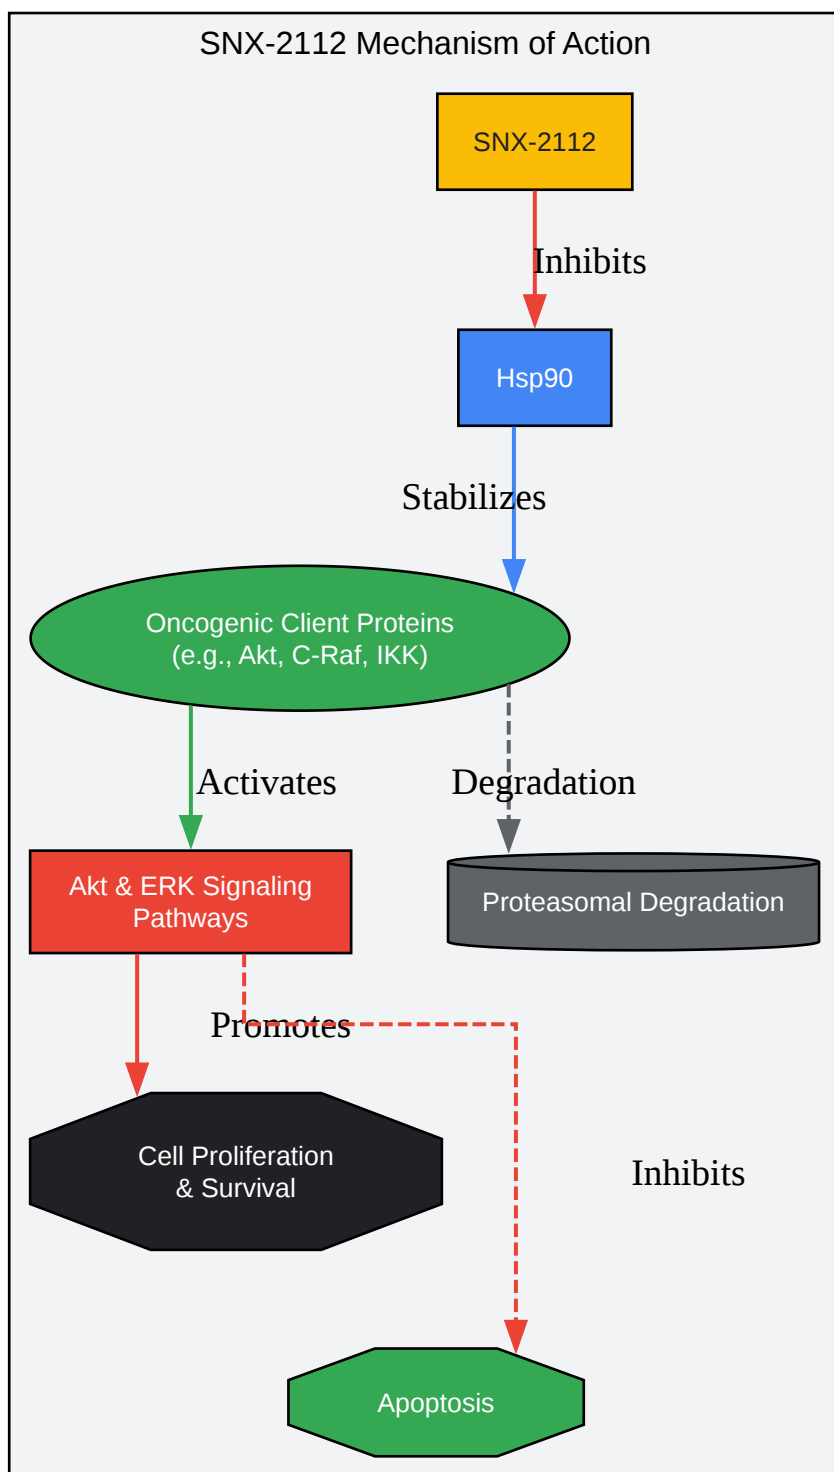 SNX-2112 Mechanism of Action
SNX-2112
Inhibits
Hsp90
Stabilizes
Oncogenic Client Proteins
(e.g., Akt, C-Raf, IKK)
Activates
Degradation
Akt & ERK Signaling
Pathways
Proteasomal Degradation
Promotes
Cell Proliferation
& Survival
Inhibits
Apoptosis